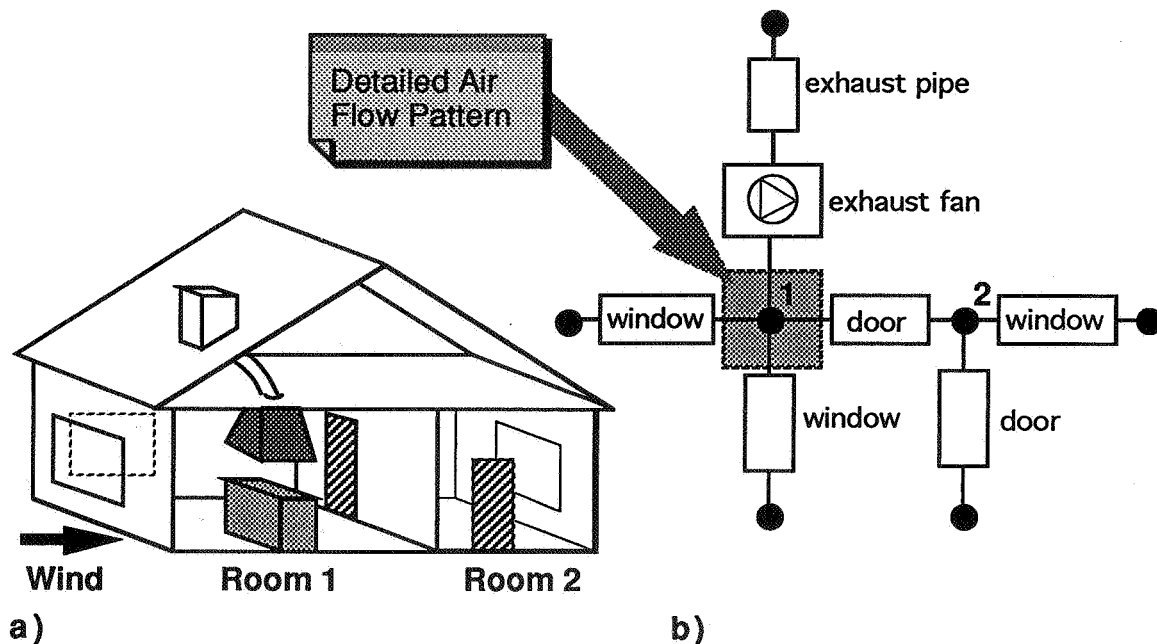 Detailed Air
Flow Pattern
exhaust pipe
exhaust fan
1
2
window
door
window
window
door
Wind
Room 1
Room 2
a)
b)